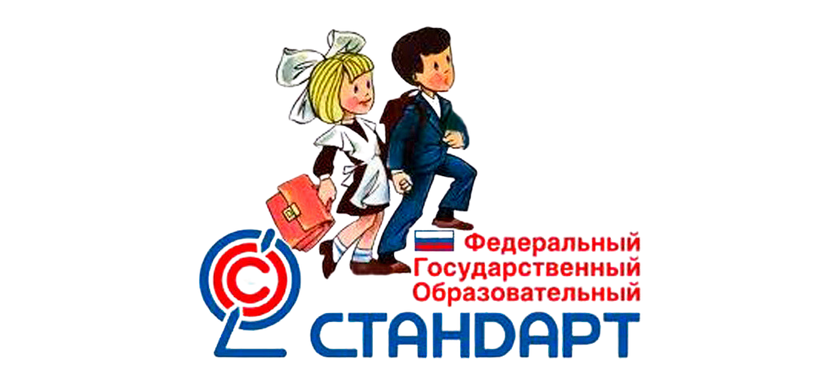 Федеральный
Государственный
Образовательный
СТАНДАРТ